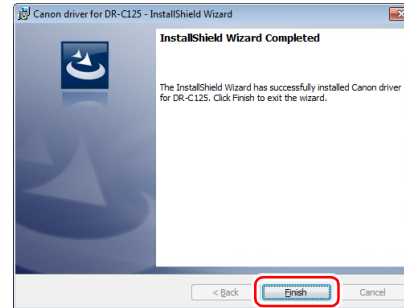 Canon driver for DR-C125 - InstallShield Wizard
InstallShield Wizard Completed
The InstallShield Wizard has successfully installed Canon driver
for DR-C125. Click Finish to exit the wizard.
< Back Finish Cancel